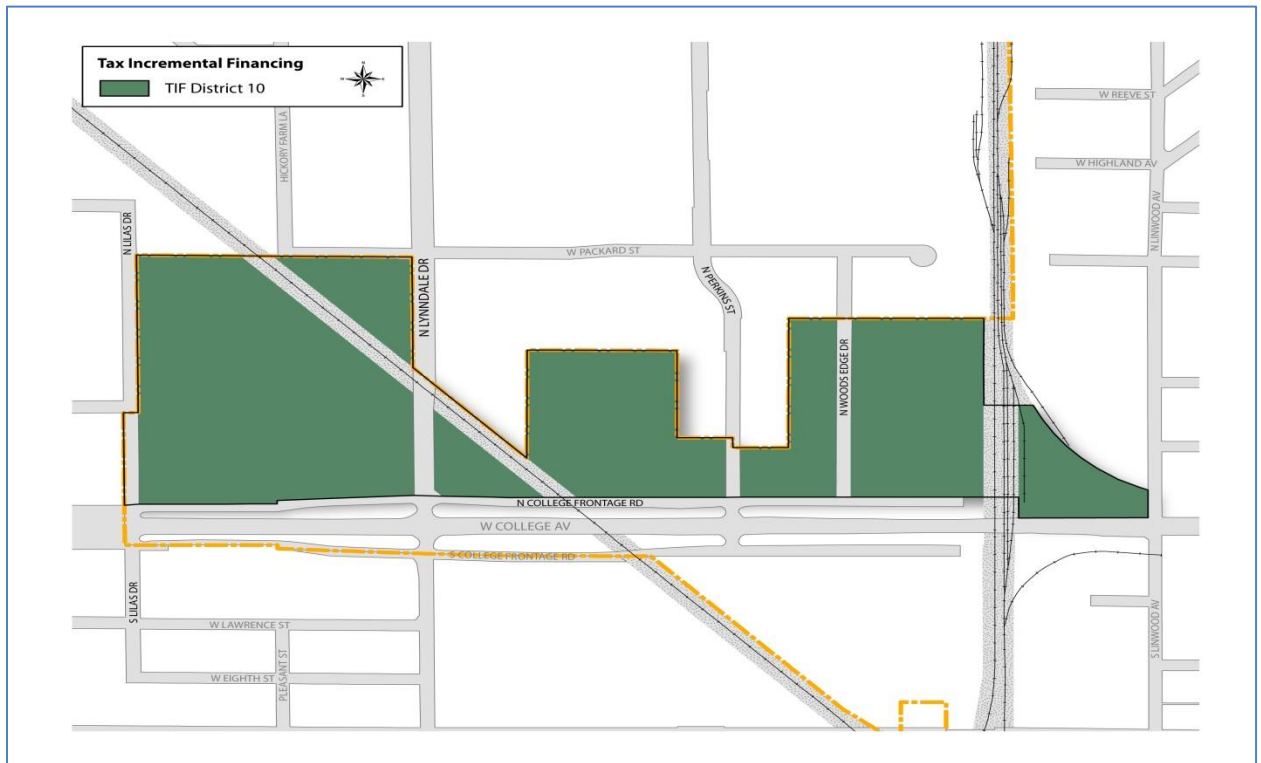 Tax Incremental Financing
TIF District 10
N
W
E
S
W REEVE ST
HICKORY FARM LA
W HIGHLAND AV
N LINWOOD AV
N LILAS DR
W PACKARD ST
N LYNNDALE DR
N PERKINS ST
N WOODS EDGE DR
N COLLEGE FRONTAGE RD
W COLLEGE AV
S COLLEGE FRONTAGE RD
S LILAS DR
W LAWRENCE ST
PLEASANT ST
S LINWOOD AV
W EIGHTH ST